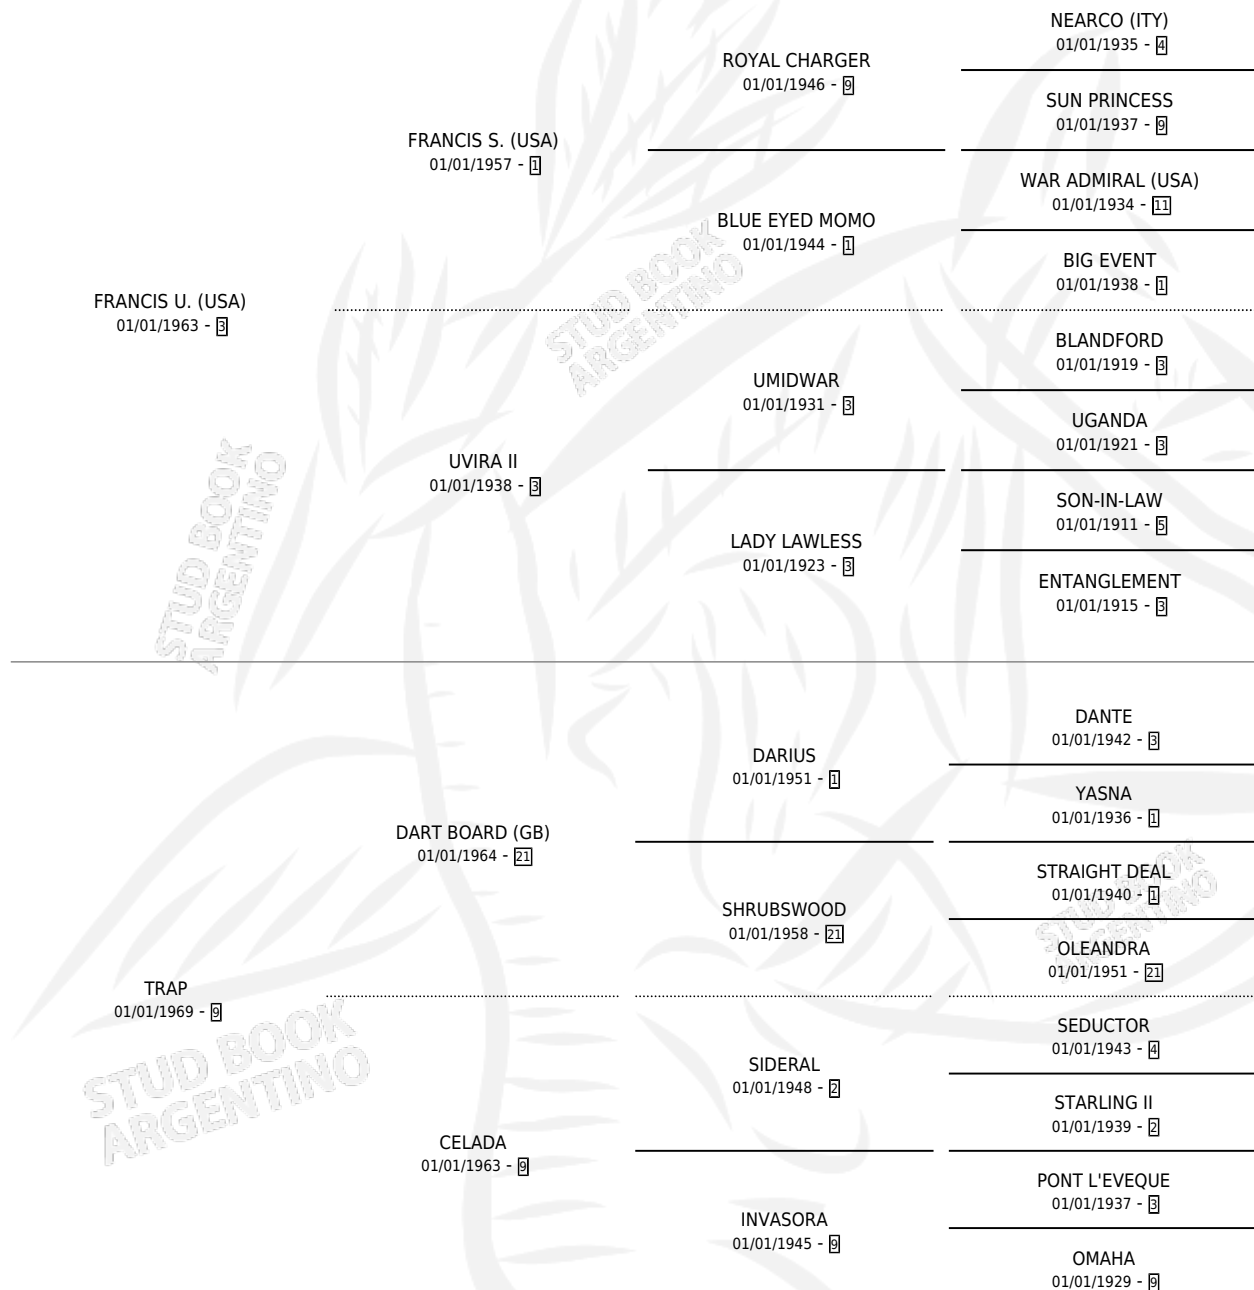 NEARCO (ITY)
01/01/1935 - 4
ROYAL CHARGER
01/01/1946 - 9
SUN PRINCESS
01/01/1937 - 9
FRANCIS S. (USA)
01/01/1957 - 1
WAR ADMIRAL (USA)
01/01/1934 - 11
BLUE EYED MOMO
01/01/1944 - 1
BIG EVENT
01/01/1938 - 1
FRANCIS U. (USA)
01/01/1963 - 3
BLANDFORD
01/01/1919 - 3
UMIDWAR
01/01/1931 - 3
UGANDA
01/01/1921 - 3
UVIRA II
01/01/1938 - 3
SON-IN-LAW
01/01/1911 - 5
LADY LAWLESS
01/01/1923 - 3
ENTANGLEMENT
01/01/1915 - 3
DANTE
01/01/1942 - 3
DARIUS
01/01/1951 - 1
YASNA
01/01/1936 - 1
DART BOARD (GB)
01/01/1964 - 21
STRAIGHT DEAL
01/01/1940 - 1
SHRUBSWOOD
01/01/1958 - 21
OLEANDRA
01/01/1951 - 21
TRAP
01/01/1969 - 9
SEDUCTOR
01/01/1943 - 4
SIDERAL
01/01/1948 - 2
STARLING II
01/01/1939 - 2
CELADA
01/01/1963 - 9
PONT L'EVEQUE
01/01/1937 - 3
INVASORA
01/01/1945 - 9
OMAHA
01/01/1929 - 9
STUD BOOK
ARGENTINO
STUD BOOK
ARGENTINO
STUD BOOK
ARGENTINO
STUD BOOK
ARGENTINO